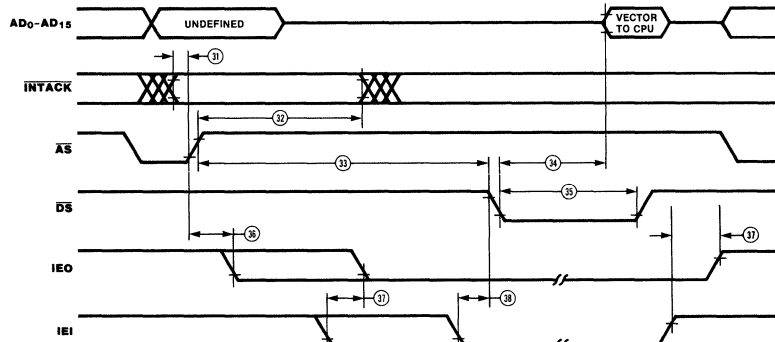 AD0-AD15
UNDEFINED
VECTOR
TO CPU
31
INTACK
32
AS
33
34
DS
35
36
37
IEO
37
38
IEI